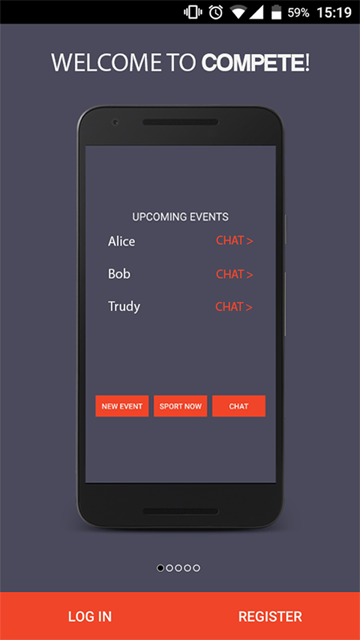 59% 15:19
WELCOME TO COMPETE!
UPCOMING EVENTS
Alice CHAT >
Bob CHAT >
Trudy CHAT >
NEW EVENT SPORT NOW CHAT
LOG IN REGISTER